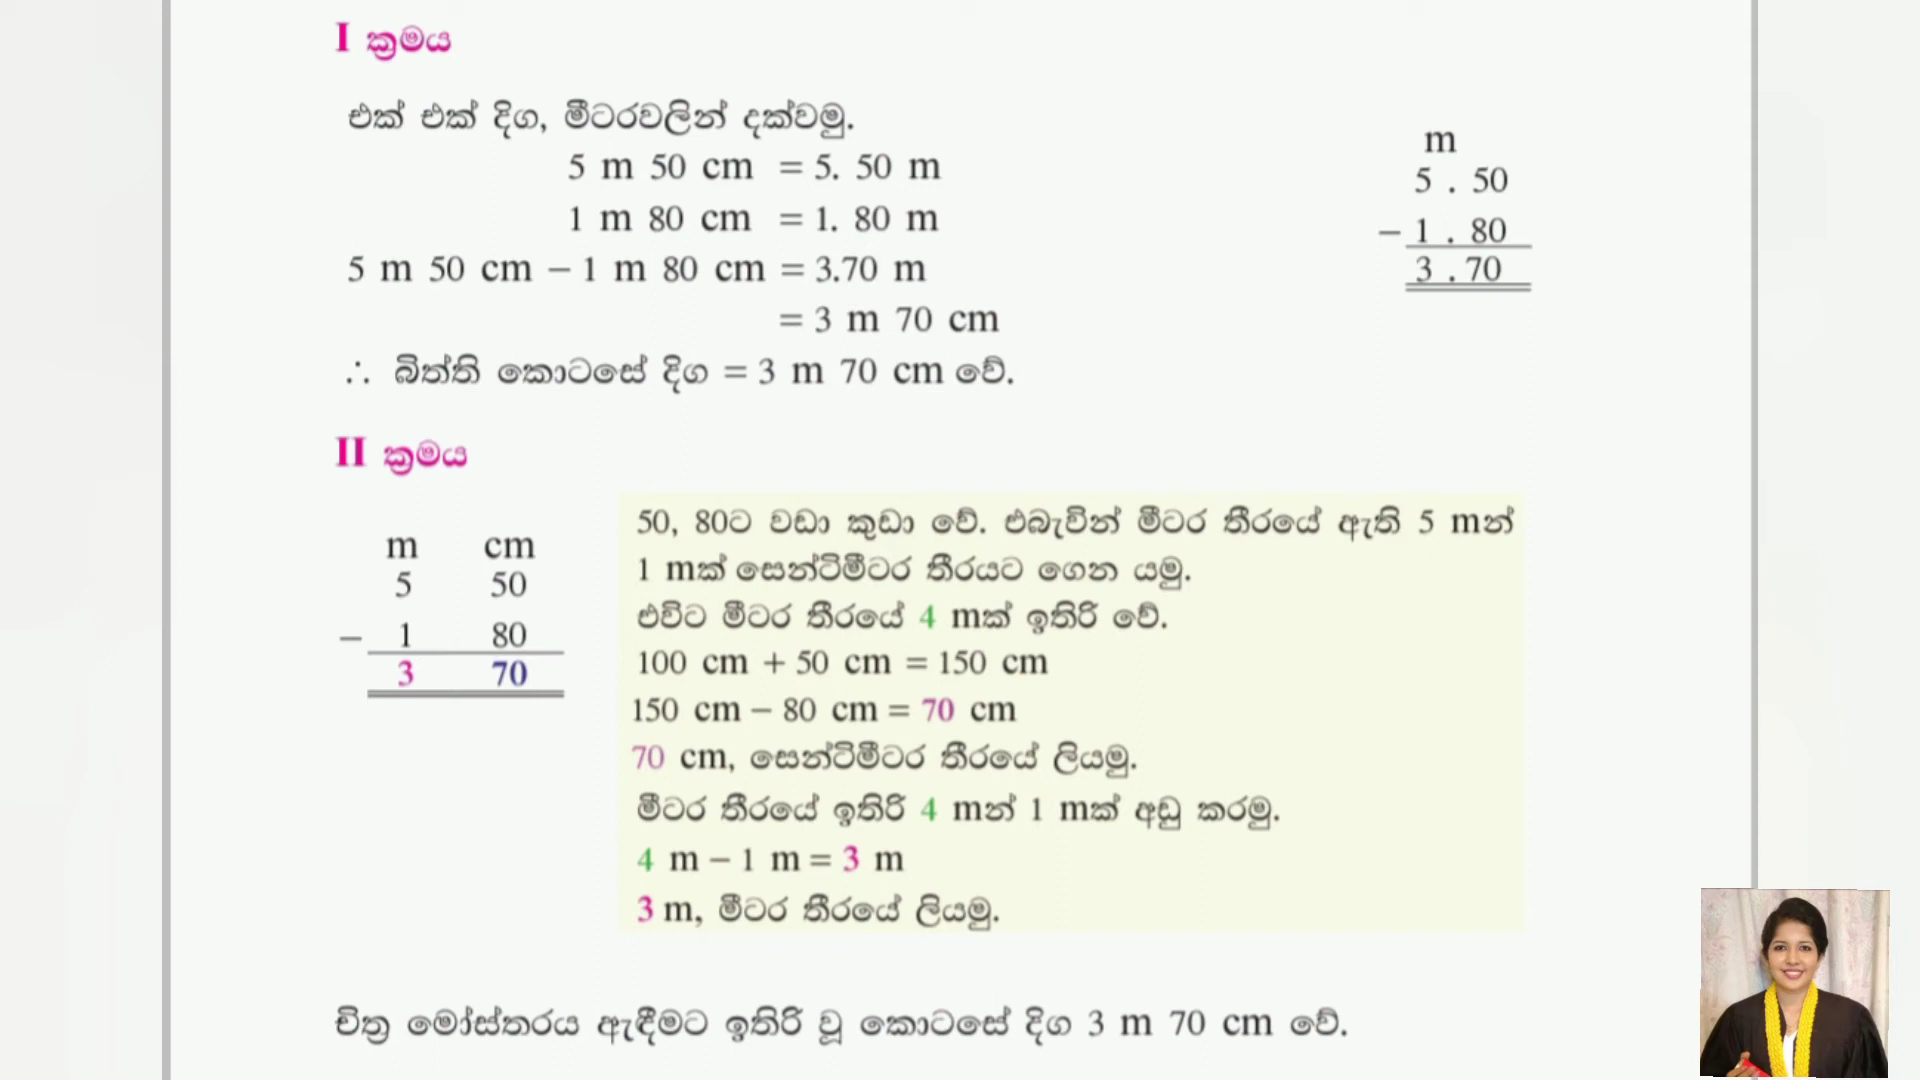 I ක්‍රමය
එක් එක් දිග, මීටරවලින් දක්වමු.
5 m 50 cm = 5. 50 m
1 m 80 cm = 1. 80 m
5 m 50 cm − 1 m 80 cm = 3.70 m
= 3 m 70 cm
∴ බිත්ති කොටසේ දිග = 3 m 70 cm වේ.
m
5 . 50
− 1 . 80
3 . 70
II ක්‍රමය
m cm
5 50
− 1 80
3 70
50, 80ට වඩා කුඩා වේ. එබැවින් මීටර තීරයේ ඇති 5 mන්
1 mක් සෙන්ටිමීටර තීරයට ගෙන යමු.
එවිට මීටර තීරයේ 4 mක් ඉතිරි වේ.
100 cm + 50 cm = 150 cm
150 cm − 80 cm = 70 cm
70 cm, සෙන්ටිමීටර තීරයේ ලියමු.
මීටර තීරයේ ඉතිරි 4 mන් 1 mක් අඩු කරමු.
4 m − 1 m = 3 m
3 m, මීටර තීරයේ ලියමු.
චිත්‍ර මෝස්තරය ඇඳීමට ඉතිරි වූ කොටසේ දිග 3 m 70 cm වේ.